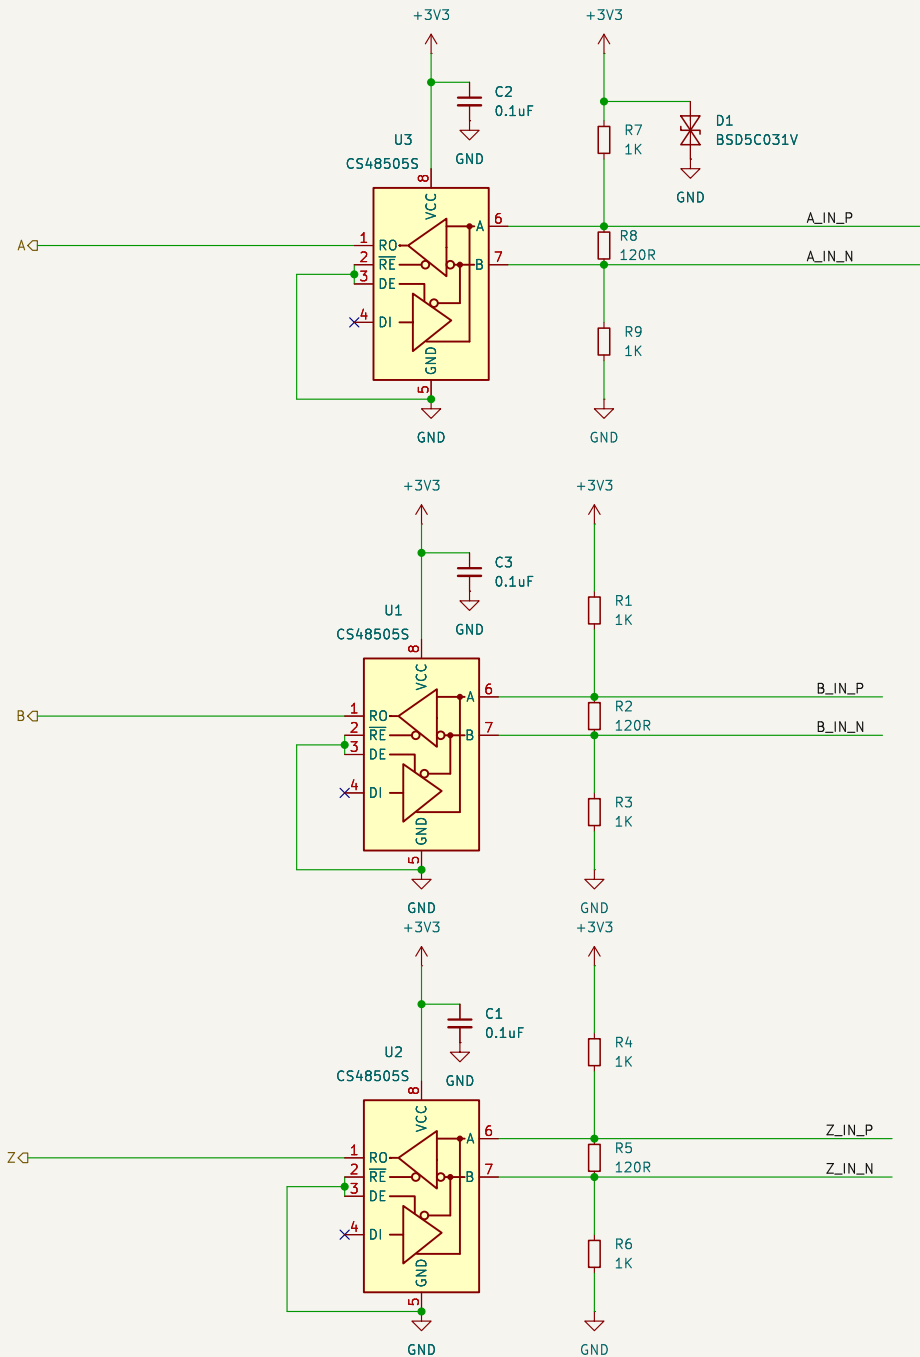 +3V3
+3V3
C2
0.1uF
GND
U3
CS48505S
R7
1K
D1
BSD5C031V
GND
8
VCC
A
1
RO
2
RE
3
DE
4
DI
A
6
B
7
GND
5
GND
A_IN_P
R8
120R
A_IN_N
R9
1K
GND
+3V3
+3V3
C3
0.1uF
GND
U1
CS48505S
R1
1K
8
VCC
B
1
RO
2
RE
3
DE
4
DI
A
6
B
7
GND
5
GND
B_IN_P
R2
120R
B_IN_N
R3
1K
GND
+3V3
+3V3
C1
0.1uF
GND
U2
CS48505S
R4
1K
8
VCC
Z
1
RO
2
RE
3
DE
4
DI
A
6
B
7
GND
5
GND
Z_IN_P
R5
120R
Z_IN_N
R6
1K
GND